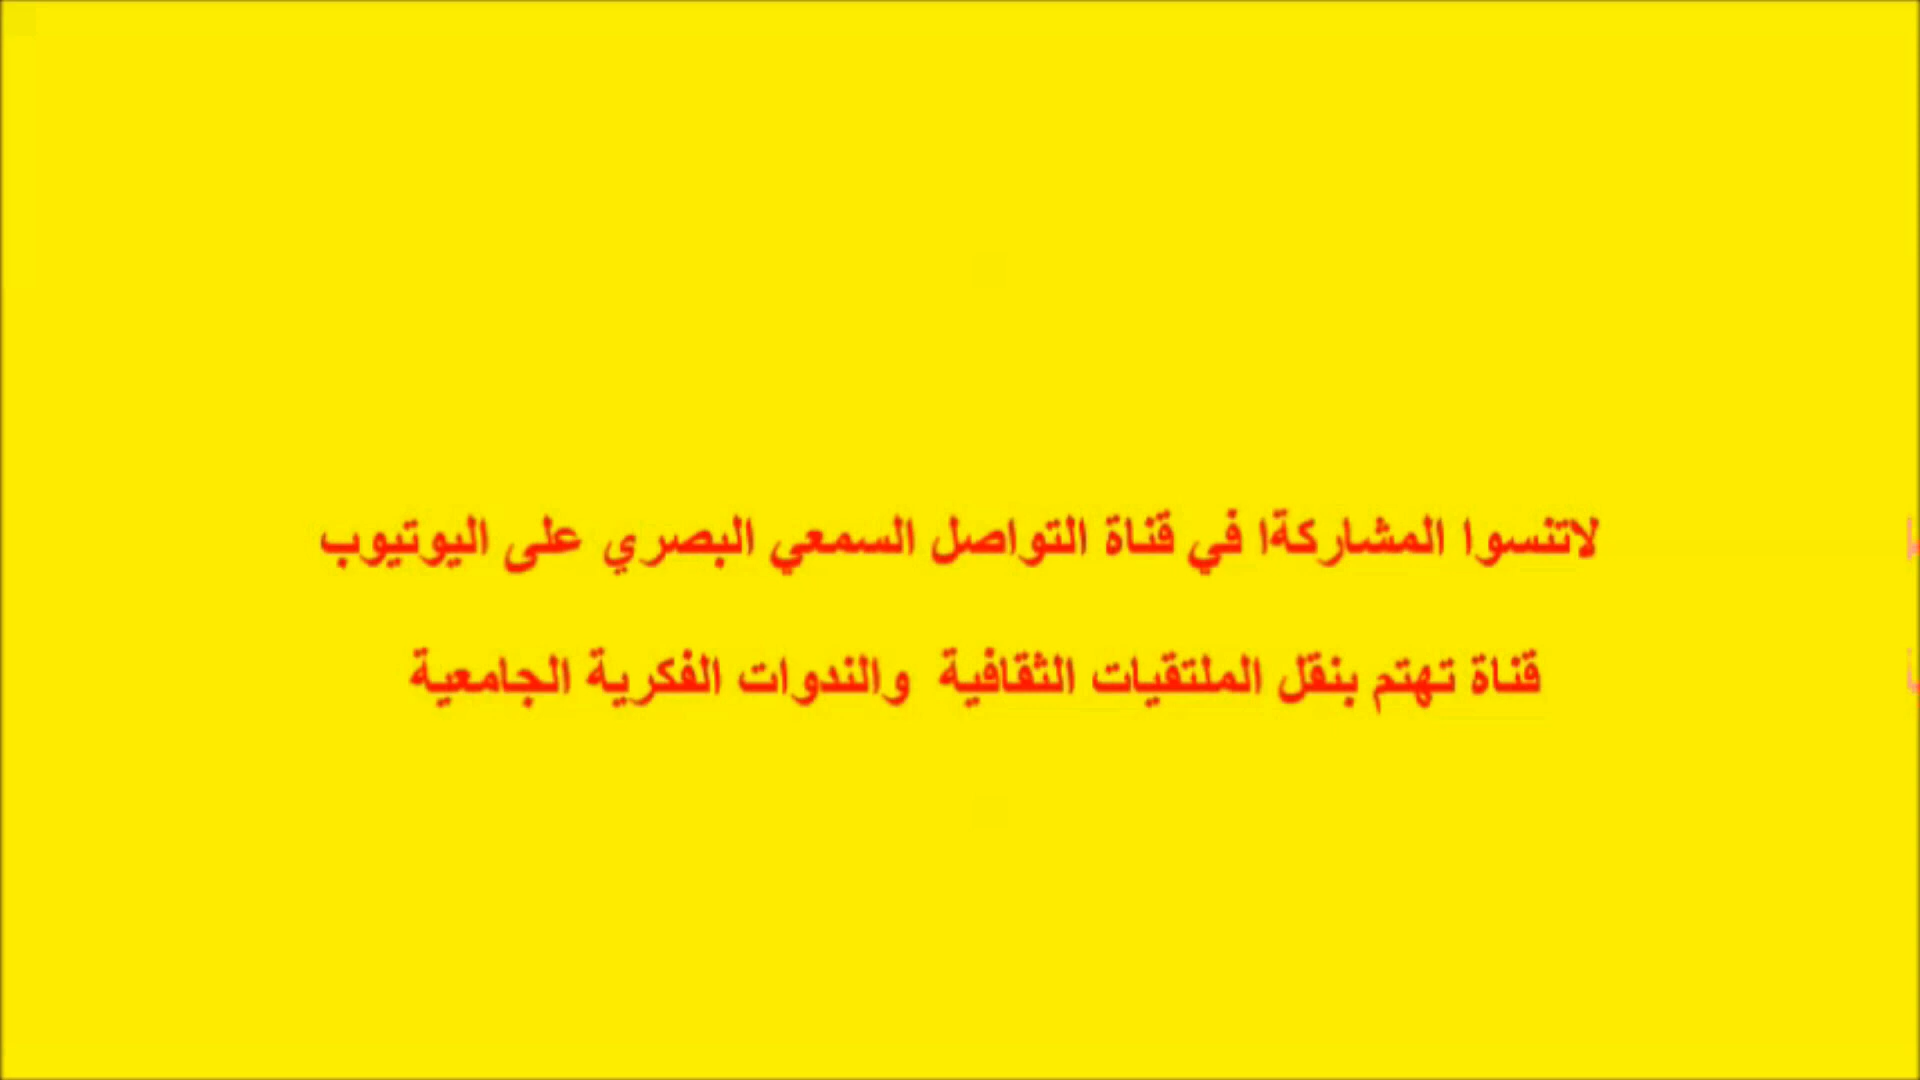 لاتنسوا المشاركةا في قناة التواصل السمعي البصري على اليوتيوب
قناة تهتم بنقل الملتقيات الثقافية والندوات الفكرية الجامعية